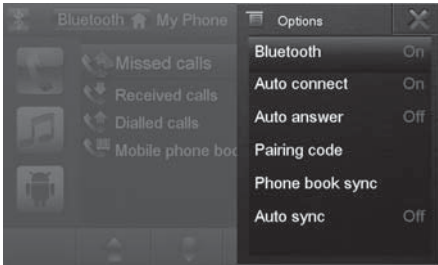 Bluetooth My Phone
Missed calls
Received calls
Dialled calls
Mobile phone boo
Options
Bluetooth On
Auto connect On
Auto answer Off
Pairing code
Phone book sync
Auto sync Off